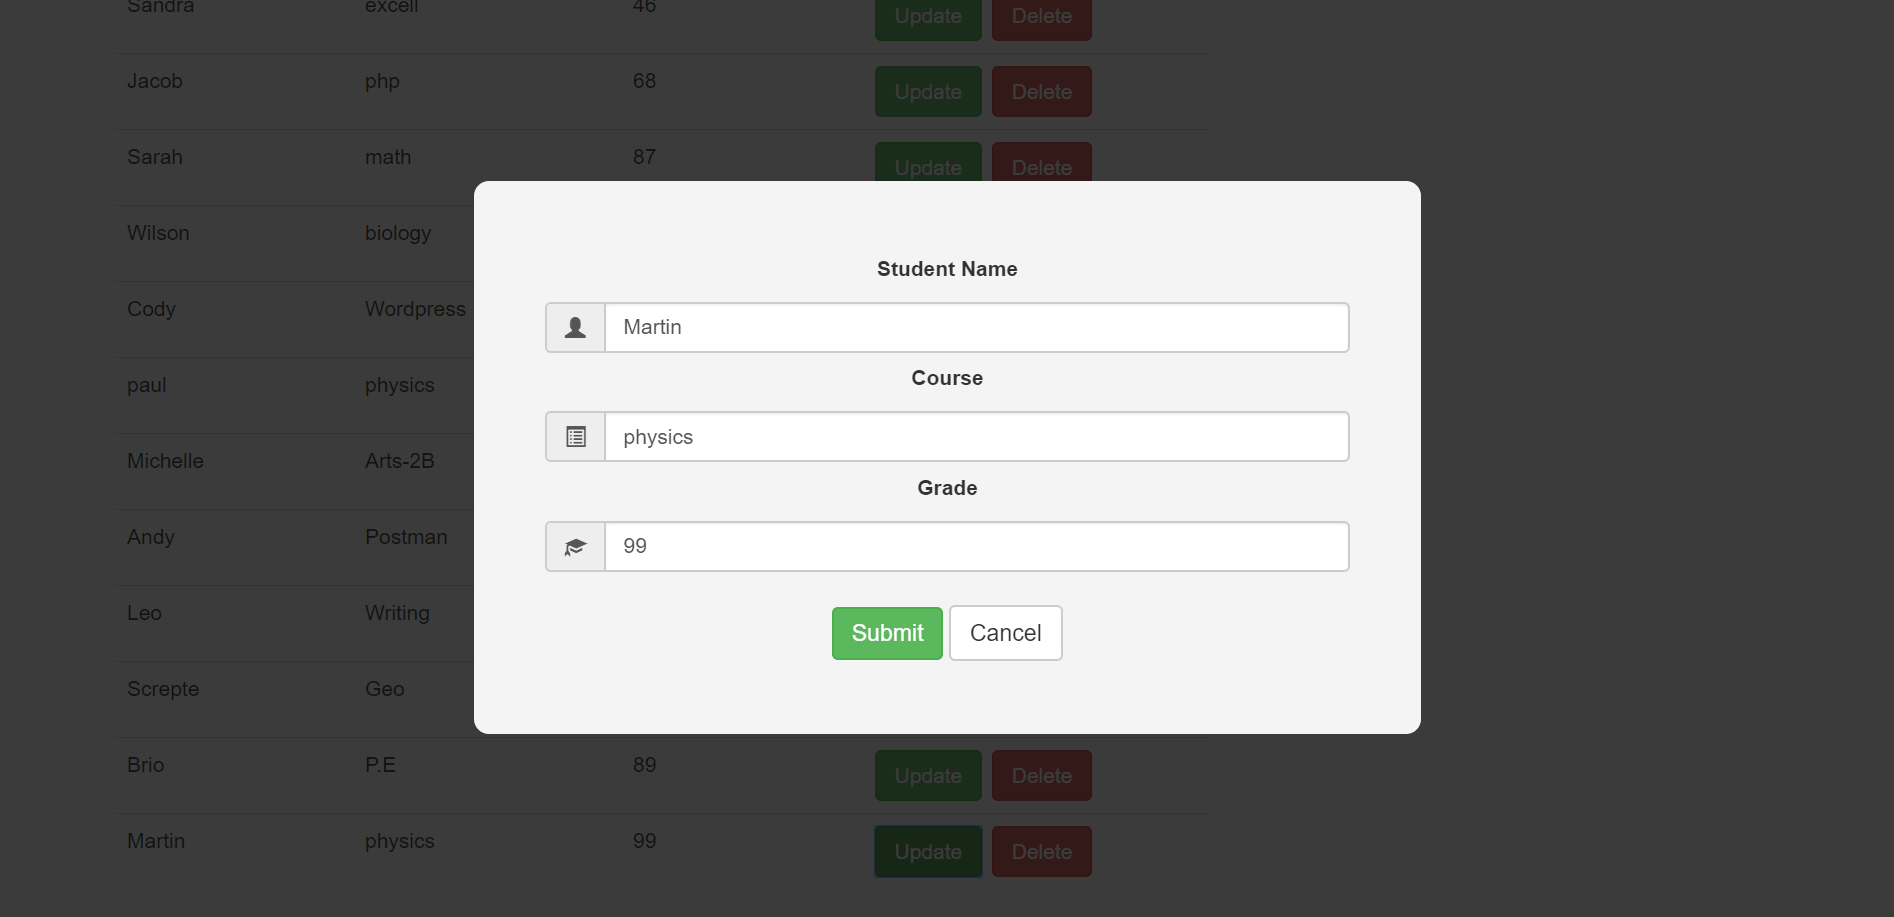 Sandra excell 46 Update Delete
Jacob php 68 Update Delete
Sarah math 87 Update Delete
Wilson biology
Cody Wordpress
paul physics
Michelle Arts-2B
Andy Postman
Leo Writing
Screpte Geo
Brio P.E 89 Update Delete
Martin physics 99 Update Delete
Student Name
Martin
Course
physics
Grade
99
Submit Cancel